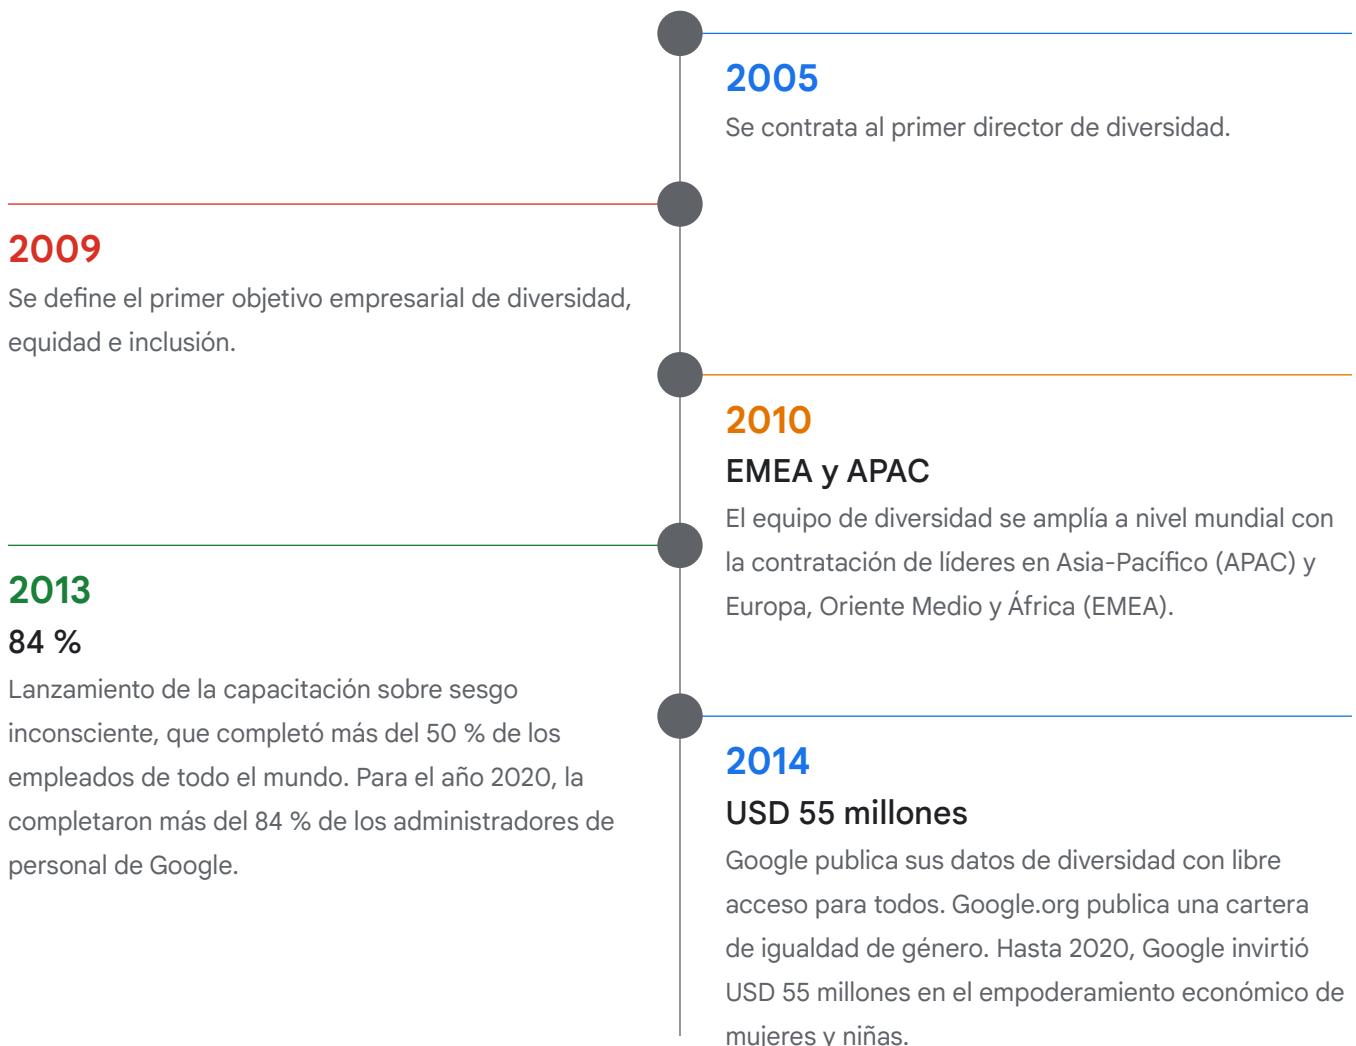 2005
Se contrata al primer director de diversidad.
2009
Se define el primer objetivo empresarial de diversidad,
equidad e inclusión.
2010
EMEA y APAC
El equipo de diversidad se amplía a nivel mundial con
la contratación de líderes en Asia-Pacífico (APAC) y
Europa, Oriente Medio y África (EMEA).
2013
84 %
Lanzamiento de la capacitación sobre sesgo
inconsciente, que completó más del 50 % de los
empleados de todo el mundo. Para el año 2020, la
completaron más del 84 % de los administradores de
personal de Google.
2014
USD 55 millones
Google publica sus datos de diversidad con libre
acceso para todos. Google.org publica una cartera
de igualdad de género. Hasta 2020, Google invirtió
USD 55 millones en el empoderamiento económico de
mujeres y niñas.